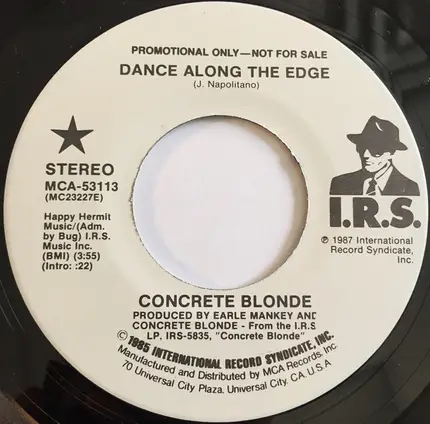 PROMOTIONAL ONLY—NOT FOR SALE
DANCE ALONG THE EDGE
(J. Napolitano)
STEREO
MCA-53113
(MC23227E)
Happy Hermit
Music/(Adm.
by Bug) I.R.S.
Music Inc.
(BMI) (3:55)
(Intro: :22)
I.R.S.
℗ 1987 International
Record Syndicate,
Inc.
CONCRETE BLONDE
PRODUCED BY EARLE MANKEY AND
CONCRETE BLONDE - From the I.R.S
LP, IRS-5835, "Concrete Blonde"
© 1985 INTERNATIONAL RECORD SYNDICATE, INC.
Manufactured and Distributed by MCA Records, Inc.
70 Universal City Plaza, Universal City, CA. U.S.A